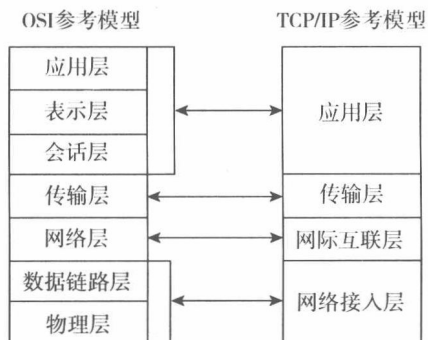 OSI参考模型
TCP/IP参考模型
应用层
表示层
会话层
传输层
网络层
数据链路层
物理层
应用层
传输层
网际互联层
网络接入层